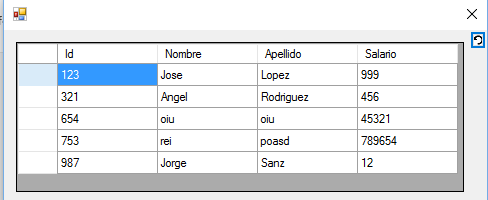 Id Nombre Apellido Salario
123 Jose Lopez 999
321 Angel Rodriguez 456
654 oiu oiu 45321
753 rei poasd 789654
987 Jorge Sanz 12